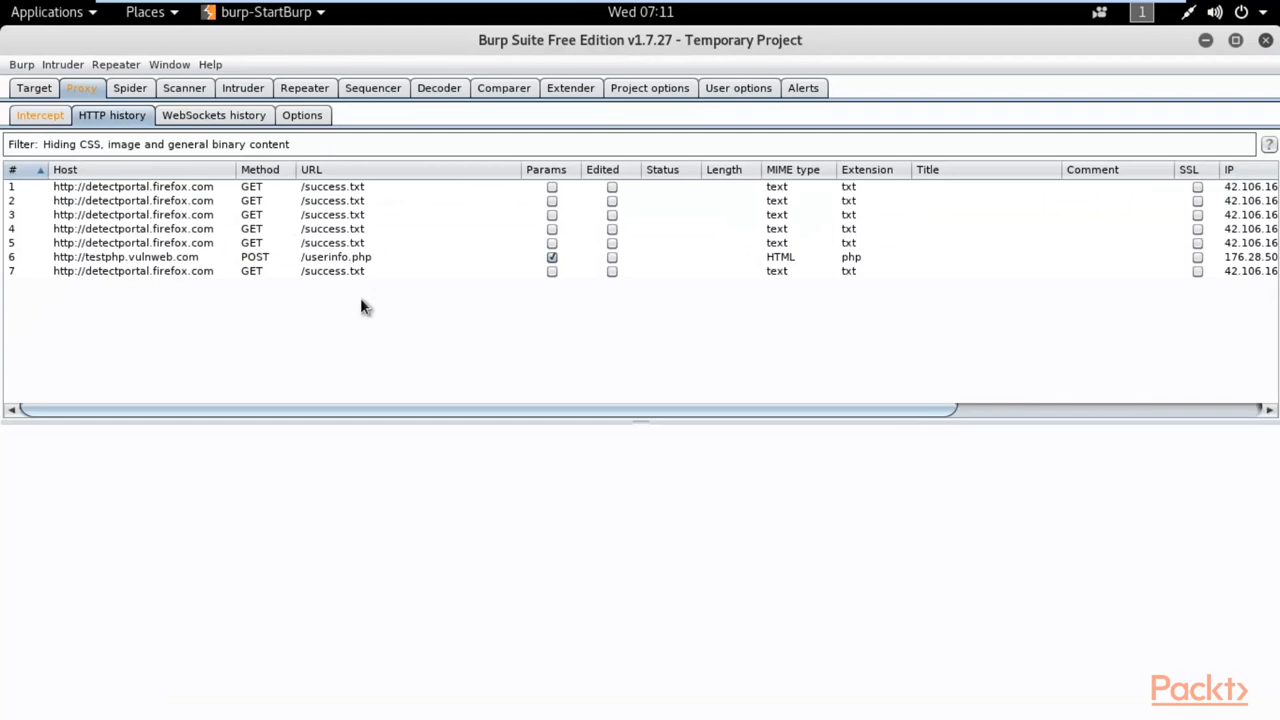 Applications Places burp-StartBurp Wed 07:11 1
Burp Suite Free Edition v1.7.27 - Temporary Project
Burp Intruder Repeater Window Help
Target Proxy Spider Scanner Intruder Repeater Sequencer Decoder Comparer Extender Project options User options Alerts
Intercept HTTP history WebSockets history Options
Filter: Hiding CSS, image and general binary content ?
# Host Method URL Params Edited Status Length MIME type Extension Title Comment SSL IP
1 http://detectportal.firefox.com GET /success.txt text txt 42.106.16
2 http://detectportal.firefox.com GET /success.txt text txt 42.106.16
3 http://detectportal.firefox.com GET /success.txt text txt 42.106.16
4 http://detectportal.firefox.com GET /success.txt text txt 42.106.16
5 http://detectportal.firefox.com GET /success.txt text txt 42.106.16
6 http://testphp.vulnweb.com POST /userinfo.php HTML php 176.28.50
7 http://detectportal.firefox.com GET /success.txt text txt 42.106.16
Packt>